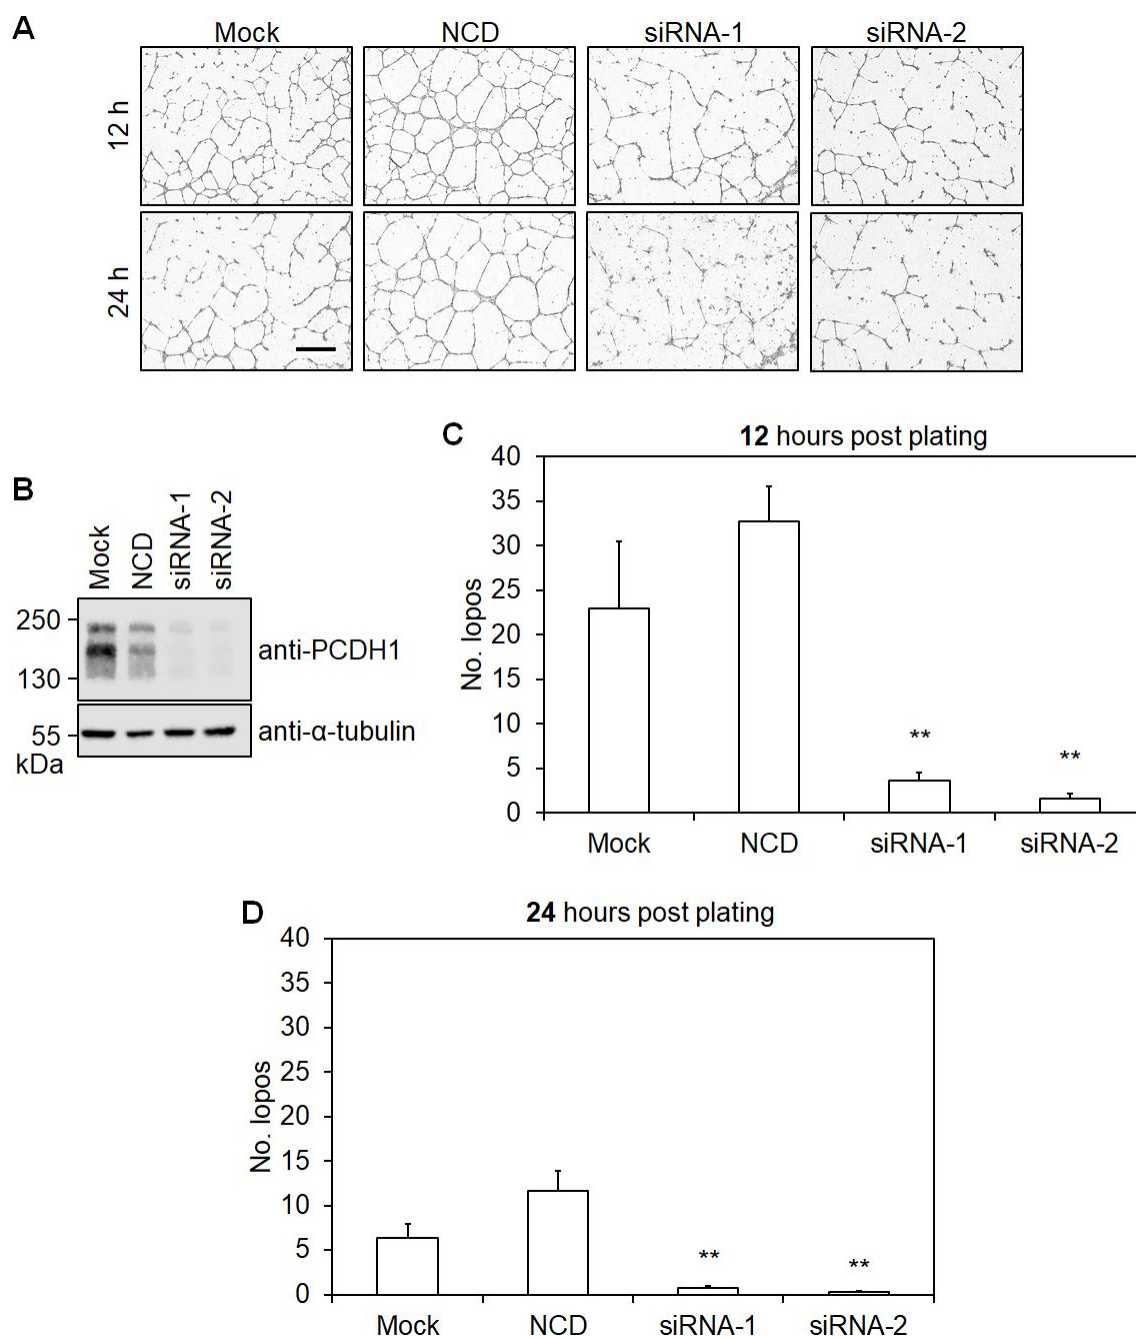 A
Mock NCD siRNA-1 siRNA-2
12 h
24 h
B
Mock NCD siRNA-1 siRNA-2
250
130
anti-PCDH1
55
kDa
anti-α-tubulin
C
12 hours post plating
No. lopos
40
35
30
25
20
15
10
5
0
**
**
Mock NCD siRNA-1 siRNA-2
D
24 hours post plating
No. lopos
40
35
30
25
20
15
10
5
0
**
**
Mock NCD siRNA-1 siRNA-2